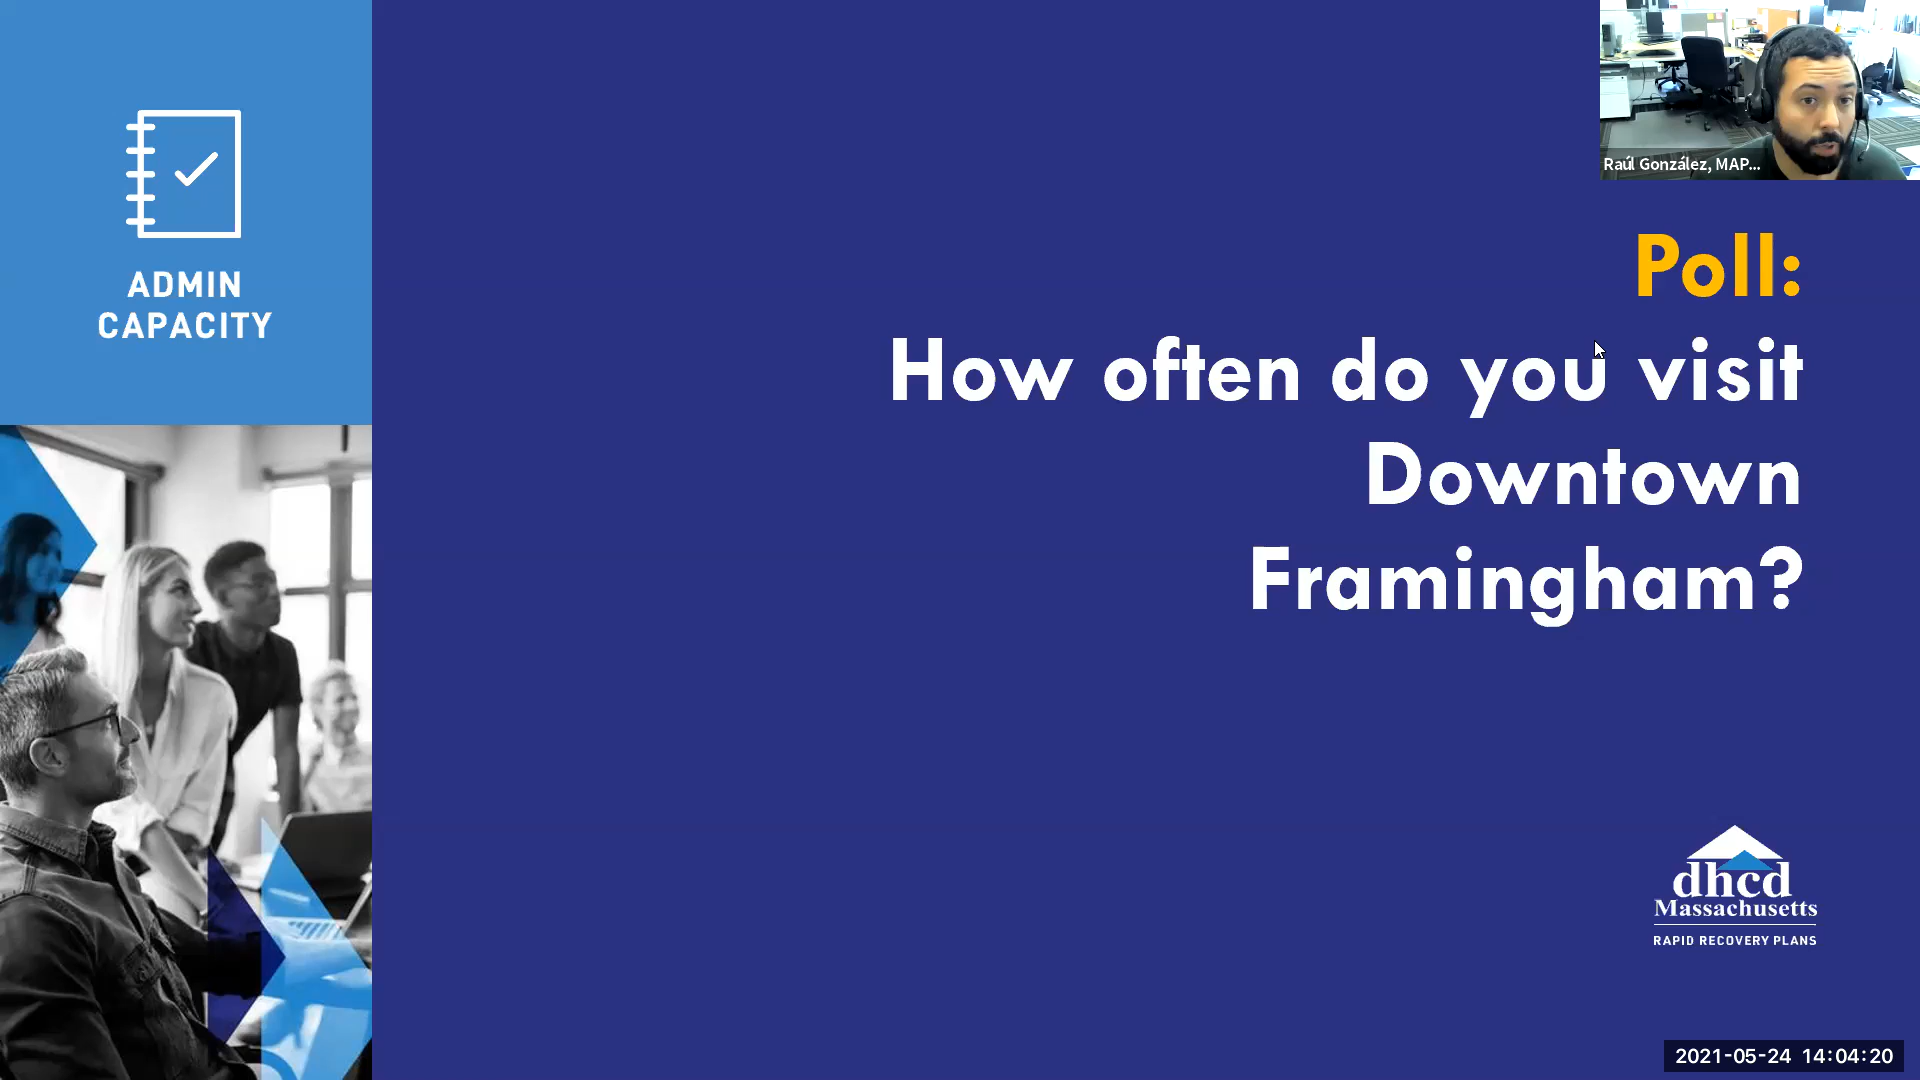 ADMIN
CAPACITY
Raúl González, MAP...
Poll:
How often do you visit
Downtown
Framingham?
dhcd
Massachusetts
RAPID RECOVERY PLANS
2021-05-24 14:04:20